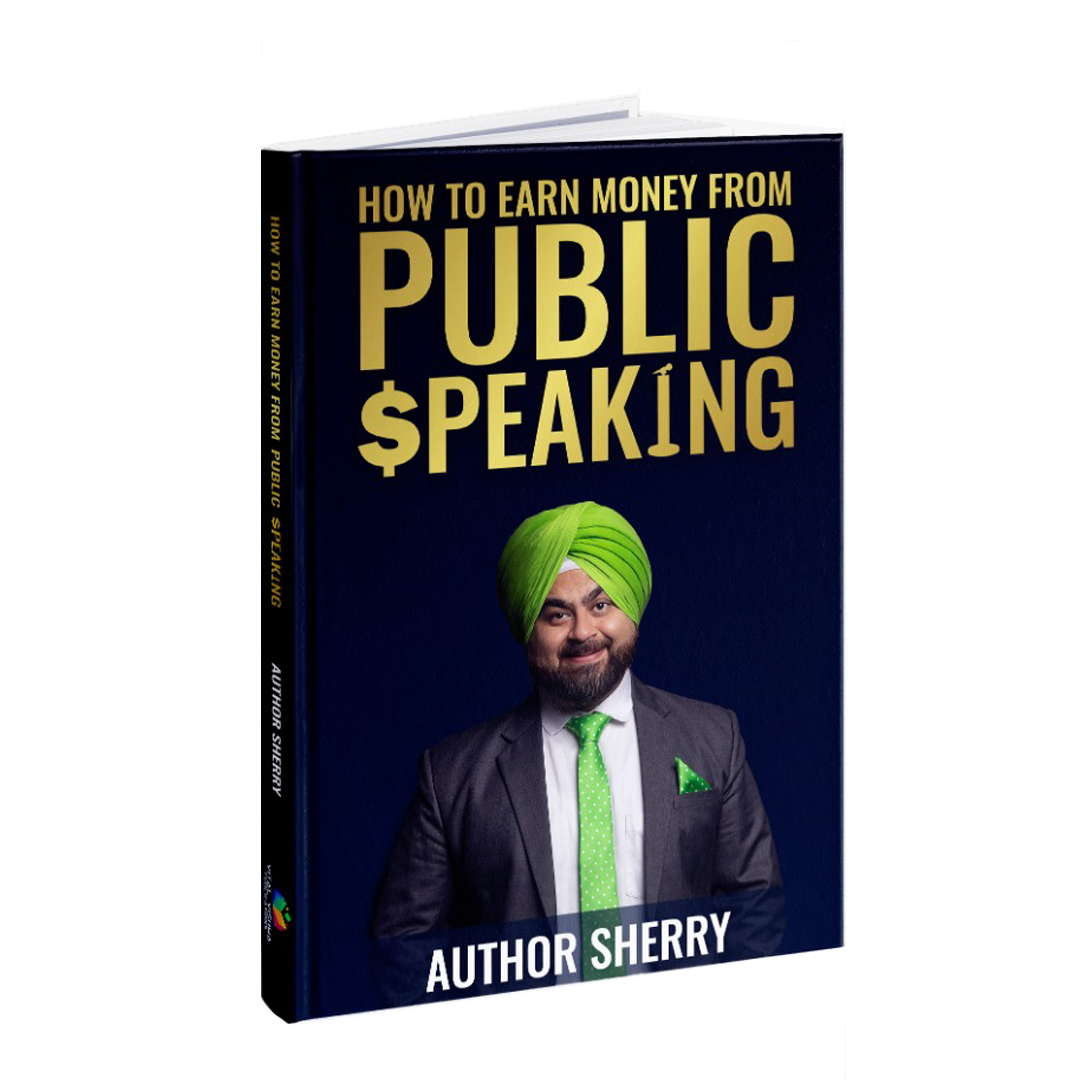 HOW TO EARN MONEY FROM
PUBLIC
$PEAKING
AUTHOR SHERRY
HOW TO EARN MONEY FROM PUBLIC $PEAKING
AUTHOR SHERRY